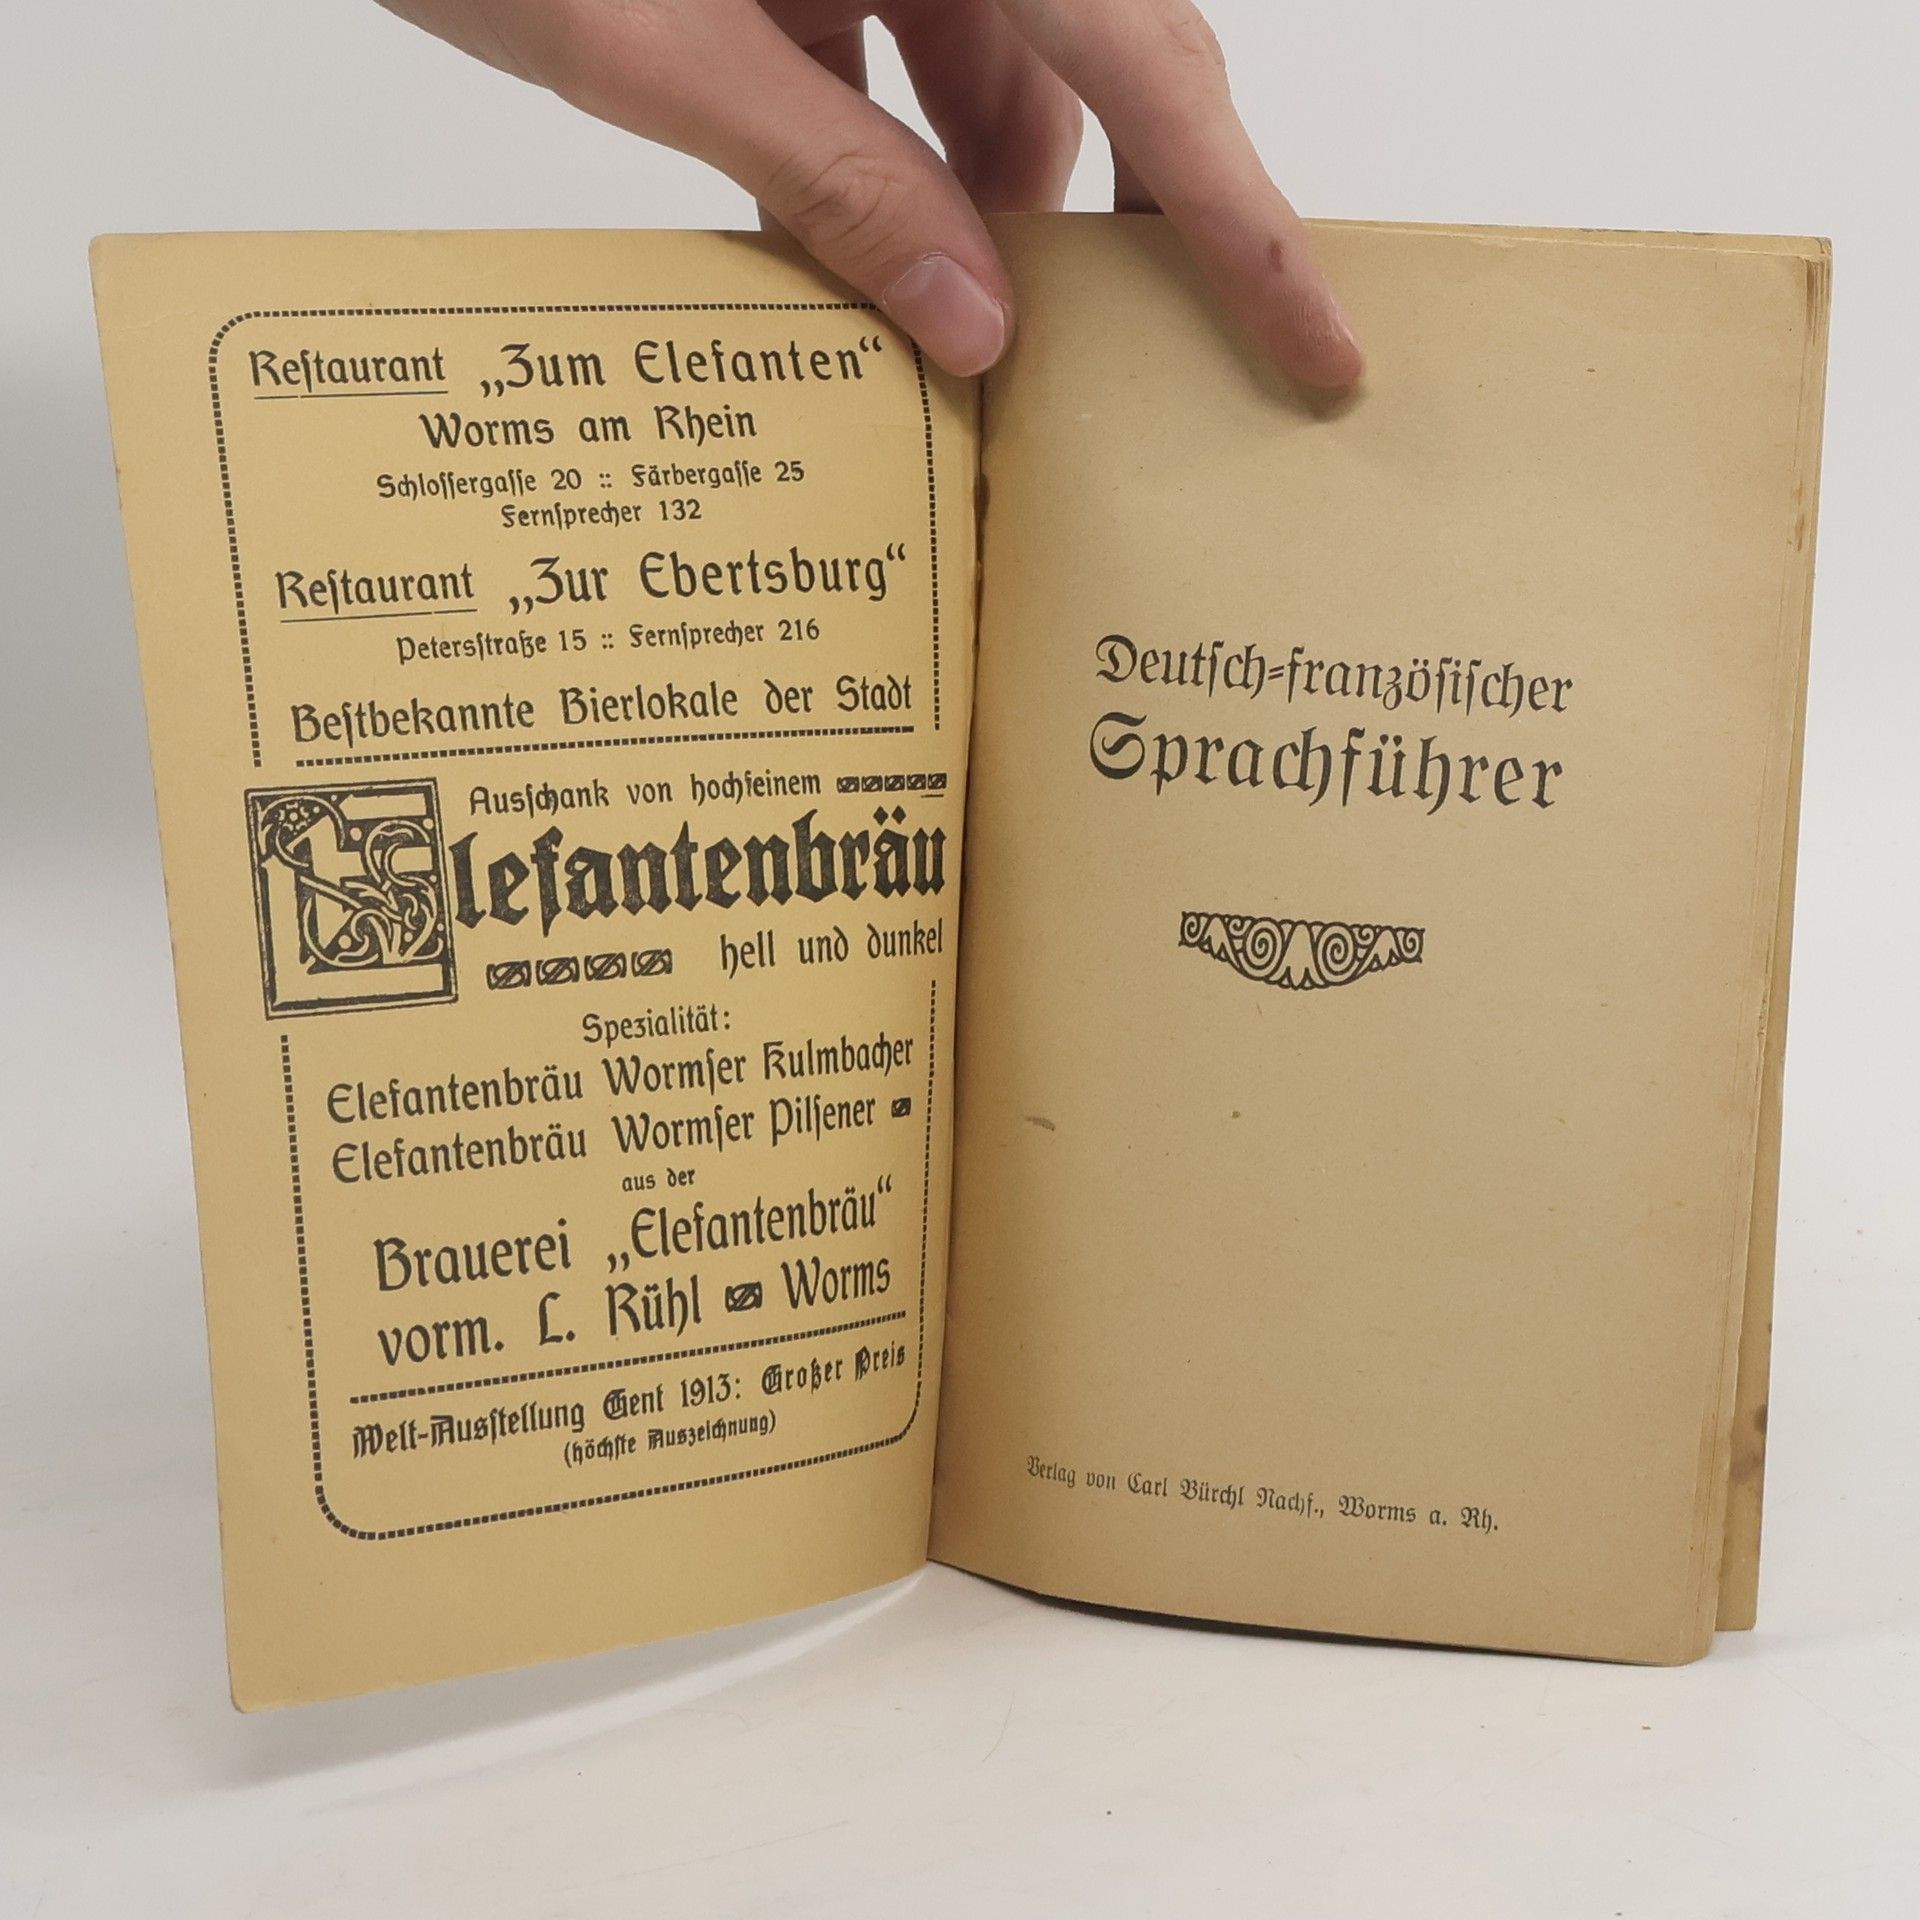 Reſtaurant „Zum Elefanten“
Worms am Rhein
Schloſſergaſſe 20 :: Färbergaſſe 25
Fernſprecher 132
Reſtaurant „Zur Ebertsburg“
Petersſtraße 15 :: Fernſprecher 216
Beſtbekannte Bierlokale der Stadt
Ausſchank von hochfeinem
Elefantenbräu
hell und dunkel
Spezialität:
Elefantenbräu Wormſer Kulmbacher
Elefantenbräu Wormſer Pilſener
aus der
Brauerei „Elefantenbräu“
vorm. L. Rühl Worms
Welt-Ausſtellung Gent 1913: Großer Preis
(höchſte Auszeichnung)
Deutſch=franzöſiſcher
Sprachführer
Verlag von Carl Bürchl Nachf., Worms a. Rh.